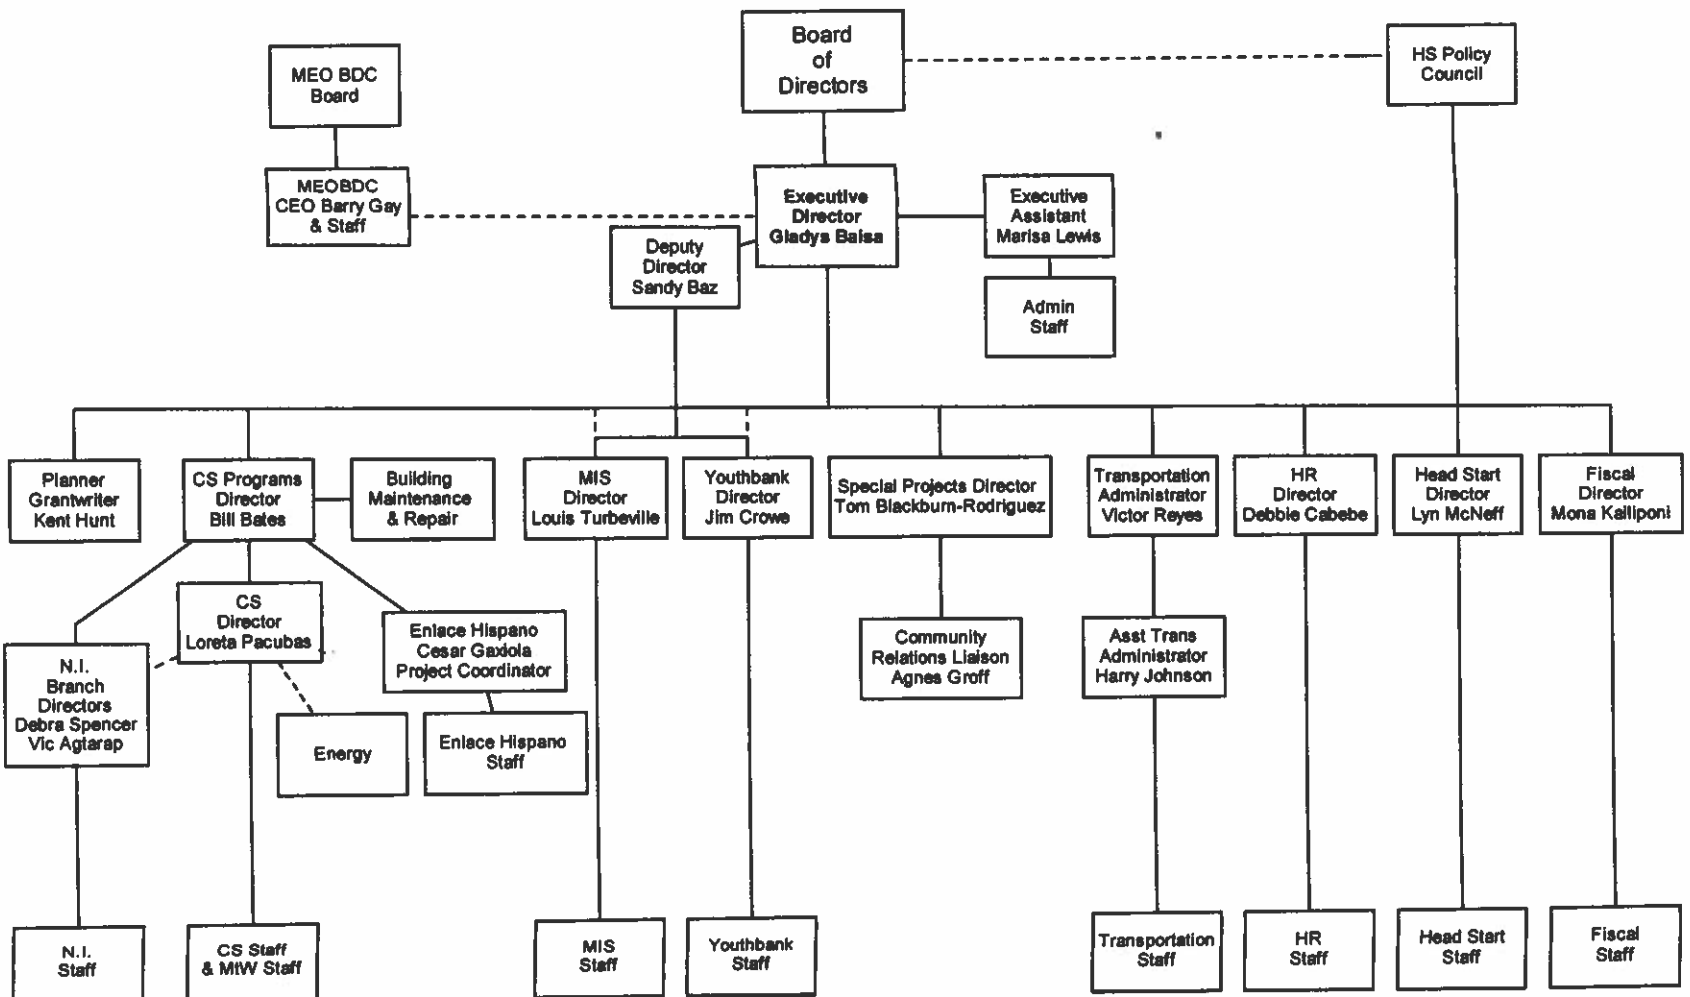 Board
of
Directors
HS Policy
Council
MEO BDC
Board
MEOBDC
CEO Barry Gay
& Staff
Executive
Director
Gladys Baisa
Executive
Assistant
Marisa Lewis
Deputy
Director
Sandy Baz
Admin
Staff
Planner
Grantwriter
Kent Hunt
CS Programs
Director
Bill Bates
Building
Maintenance
& Repair
MIS
Director
Louis Turbeville
Youthbank
Director
Jim Crowe
Special Projects Director
Tom Blackburn-Rodriguez
Transportation
Administrator
Victor Reyes
HR
Director
Debbie Cabebe
Head Start
Director
Lyn McNeff
Fiscal
Director
Mona Kalliponi
CS
Director
Loreta Pacubas
Enlace Hispano
Cesar Gaxiola
Project Coordinator
Community
Relations Liaison
Agnes Groff
Asst Trans
Administrator
Harry Johnson
N.I.
Branch
Directors
Debra Spencer
Vic Agtarap
Energy
Enlace Hispano
Staff
N.I.
Staff
CS Staff
& MIW Staff
MIS
Staff
Youthbank
Staff
Transportation
Staff
HR
Staff
Head Start
Staff
Fiscal
Staff